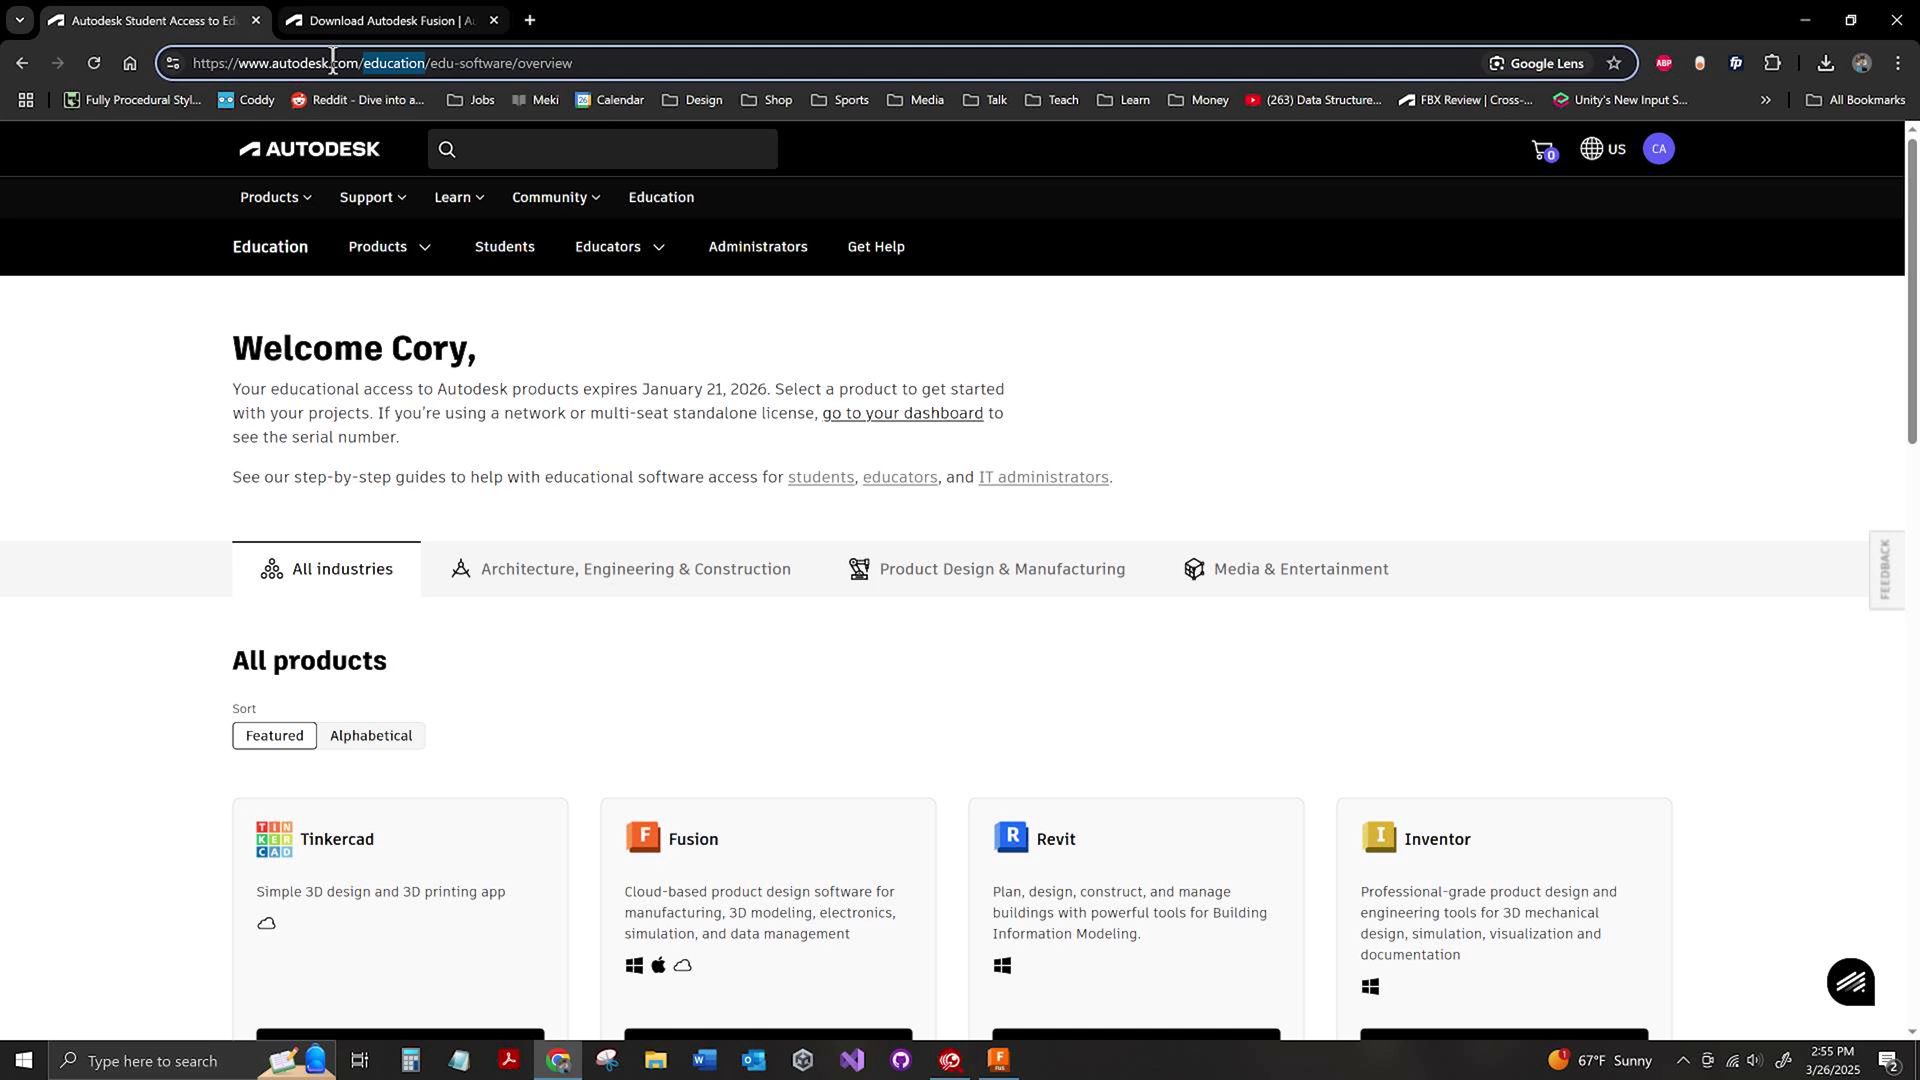 Autodesk Student Access to Ed
Download Autodesk Fusion | A
https://www.autodesk.com/education/edu-software/overview
Google Lens
ABP
fp
Fully Procedural Styl...
Coddy
Reddit - Dive into a...
Jobs
Meki
Calendar
Design
Shop
Sports
Media
Talk
Teach
Learn
Money
(263) Data Structure...
FBX Review | Cross-...
Unity's New Input S...
All Bookmarks
AUTODESK
0
US
CA
Products
Support
Learn
Community
Education
Education
Products
Students
Educators
Administrators
Get Help
Welcome Cory,
Your educational access to Autodesk products expires January 21, 2026. Select a product to get started
with your projects. If you're using a network or multi-seat standalone license, go to your dashboard to
see the serial number.
See our step-by-step guides to help with educational software access for students, educators, and IT administrators.
All industries
Architecture, Engineering & Construction
Product Design & Manufacturing
Media & Entertainment
FEEDBACK
All products
Sort
Featured
Alphabetical
TIN
KER
CAD
Tinkercad
Simple 3D design and 3D printing app
F
Fusion
Cloud-based product design software for
manufacturing, 3D modeling, electronics,
simulation, and data management
R
Revit
Plan, design, construct, and manage
buildings with powerful tools for Building
Information Modeling.
I
Inventor
Professional-grade product design and
engineering tools for 3D mechanical
design, simulation, visualization and
documentation
Type here to search
67°F Sunny
2:55 PM
3/26/2025
2